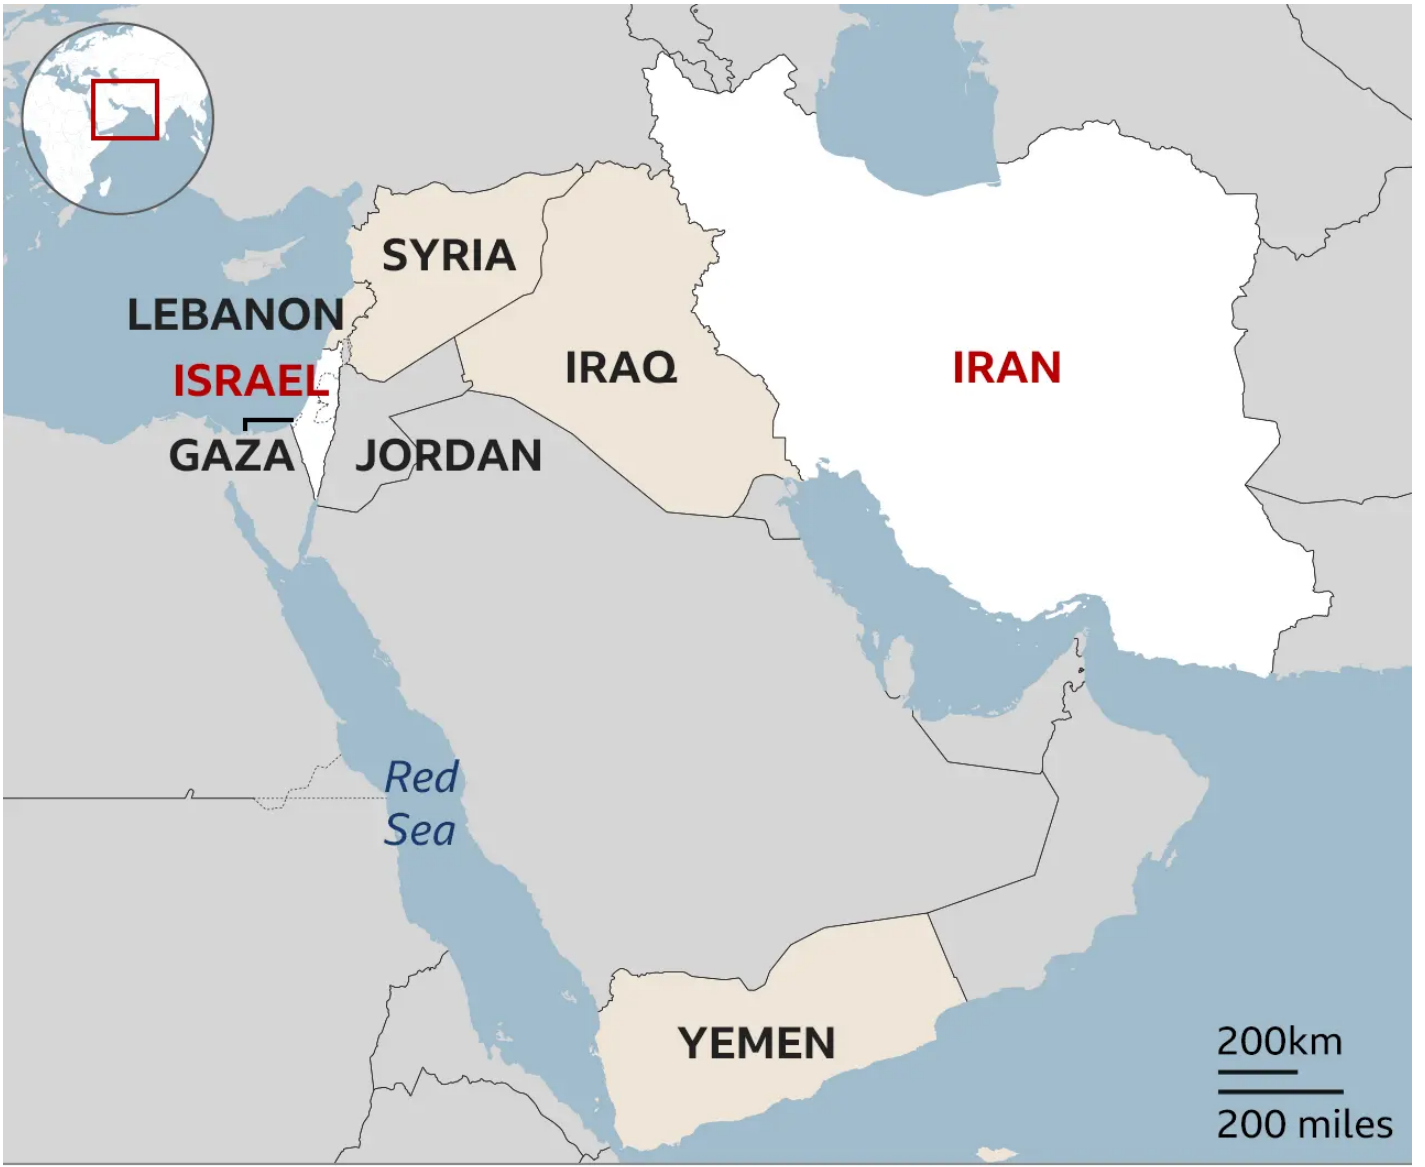 SYRIA
LEBANON
ISRAEL
IRAQ
IRAN
GAZA
JORDAN
Red
Sea
YEMEN
200km
200 miles